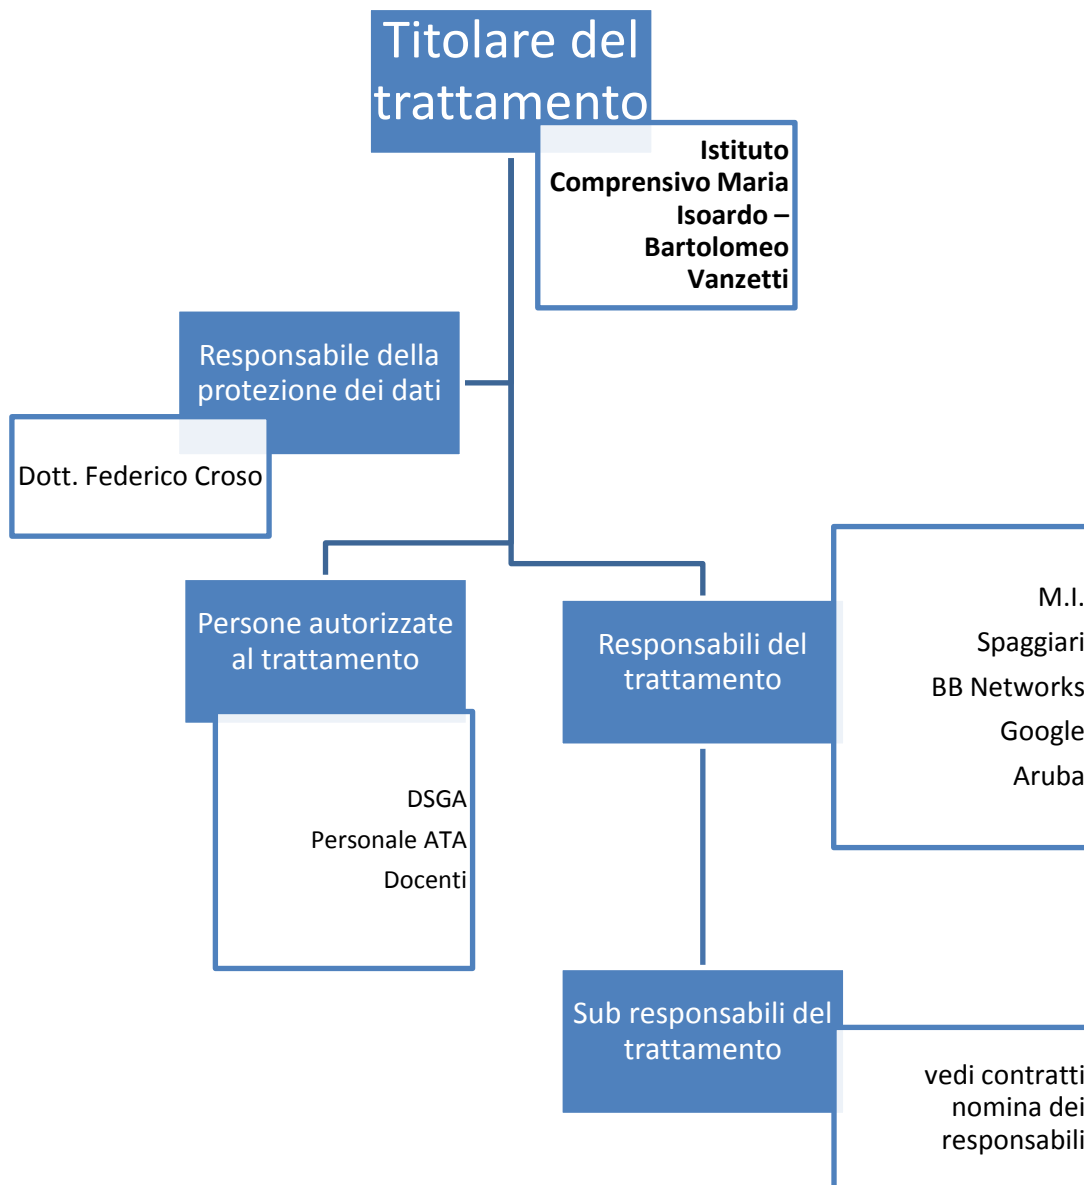 Titolare del
trattamento
Istituto
Comprensivo Maria
Isoardo –
Bartolomeo
Vanzetti
Responsabile della
protezione dei dati
Dott. Federico Croso
Persone autorizzate
al trattamento
DSGA
Personale ATA
Docenti
Responsabili del
trattamento
M.I.
Spaggiari
BB Networks
Google
Aruba
Sub responsabili del
trattamento
vedi contratti
nomina dei
responsabili